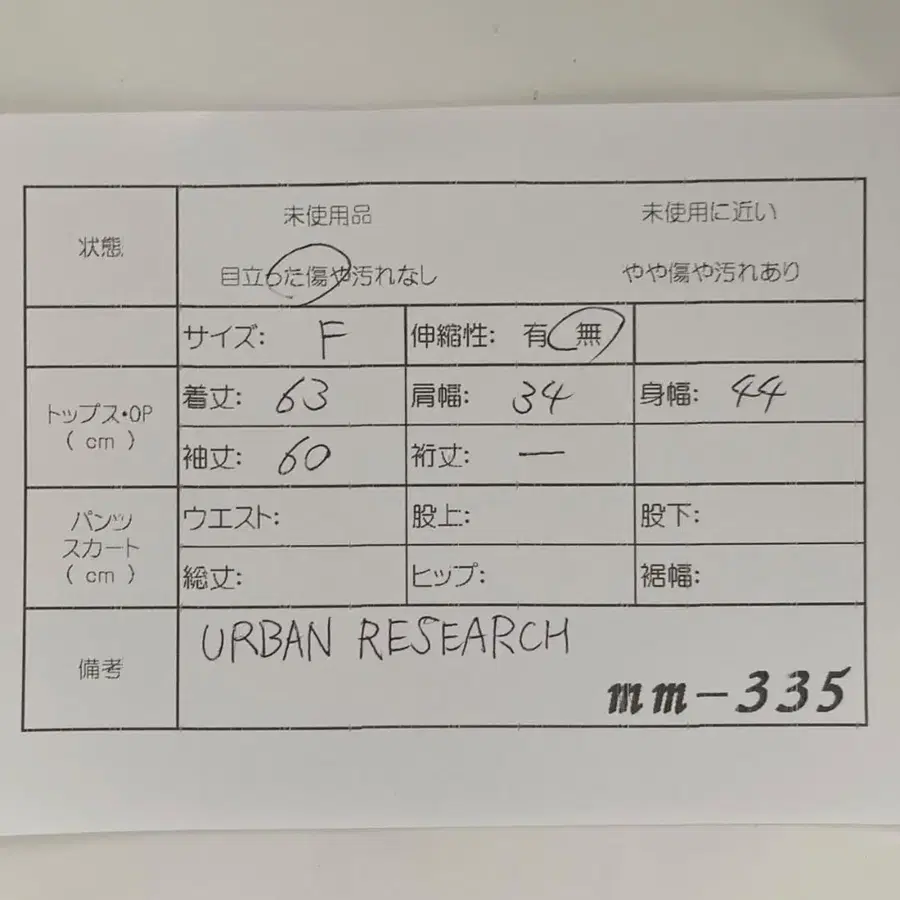 状態
未使用品 未使用に近い
目立った傷や汚れなし やや傷や汚れあり
サイズ: F 伸縮性: 有 無
トップス・OP
( cm )
着丈: 63 肩幅: 34 身幅: 44
袖丈: 60 裄丈: ー
パンツ
スカート
( cm )
ウエスト: 股上: 股下:
総丈: ヒップ: 裾幅:
備考
URBAN RESEARCH
mm-335